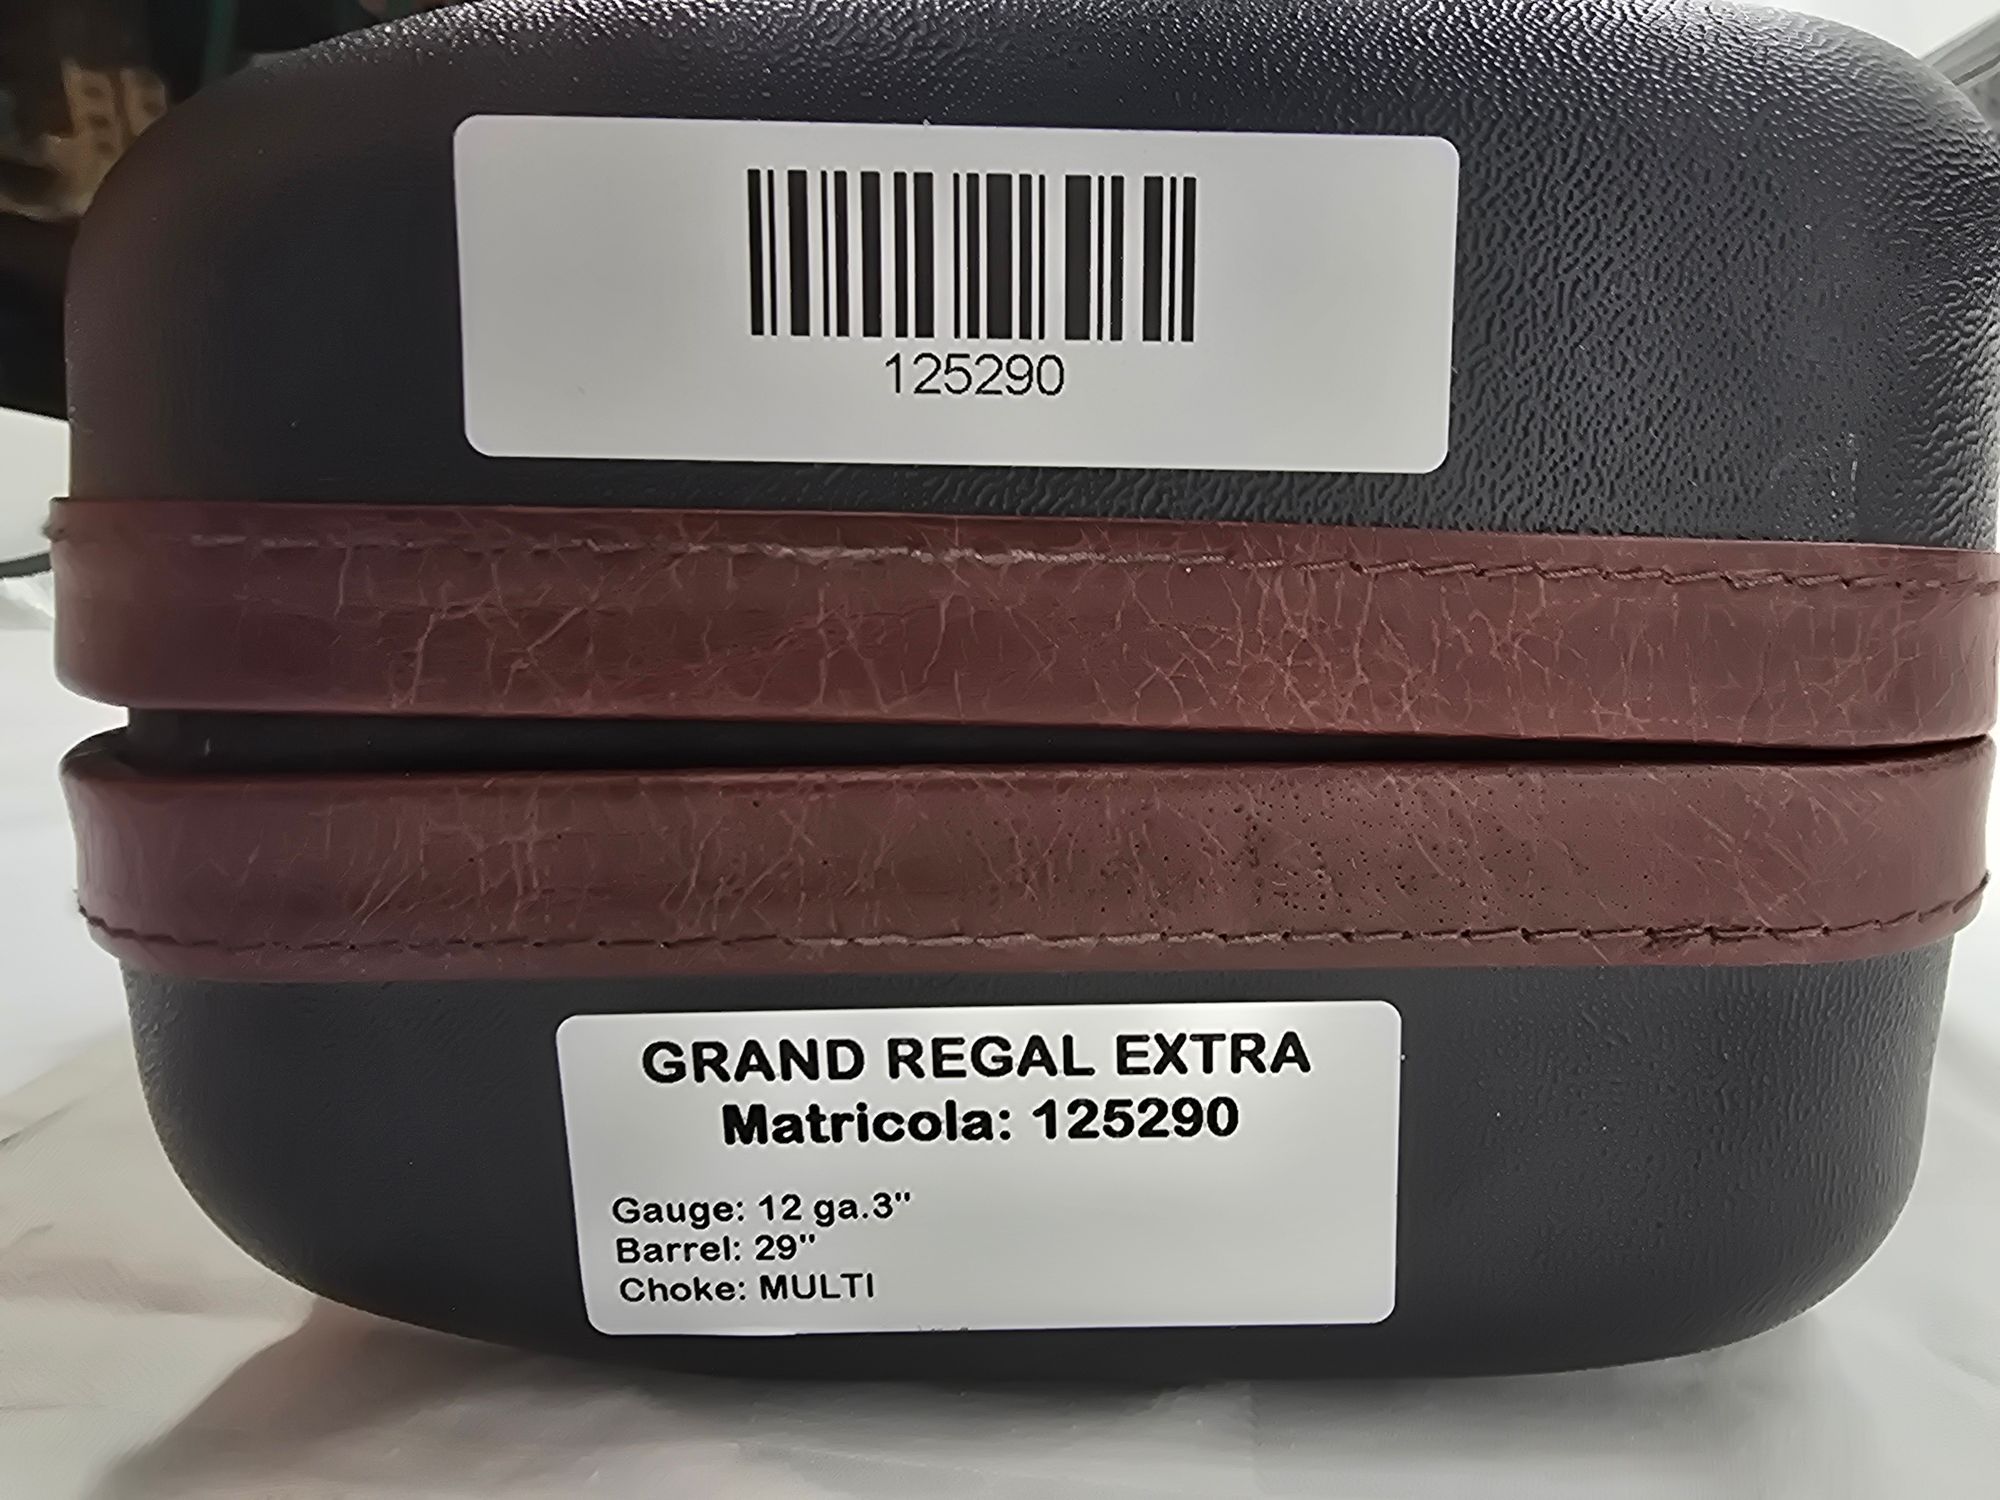 125290
GRAND REGAL EXTRA
Matricola: 125290
Gauge: 12 ga.3"
Barrel: 29"
Choke: MULTI